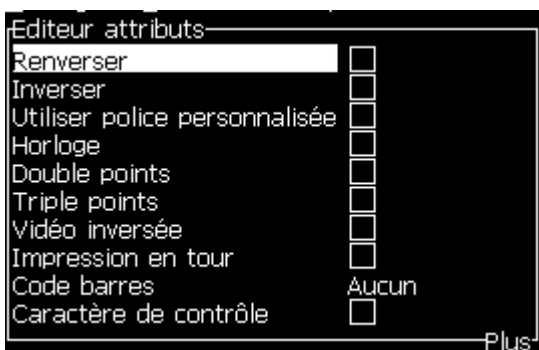 Editeur attributs
Renverser
Inverser
Utiliser police personnalisée
Horloge
Double points
Triple points
Vidéo inversée
Impression en tour
Code barres Aucun
Caractère de contrôle
Plus